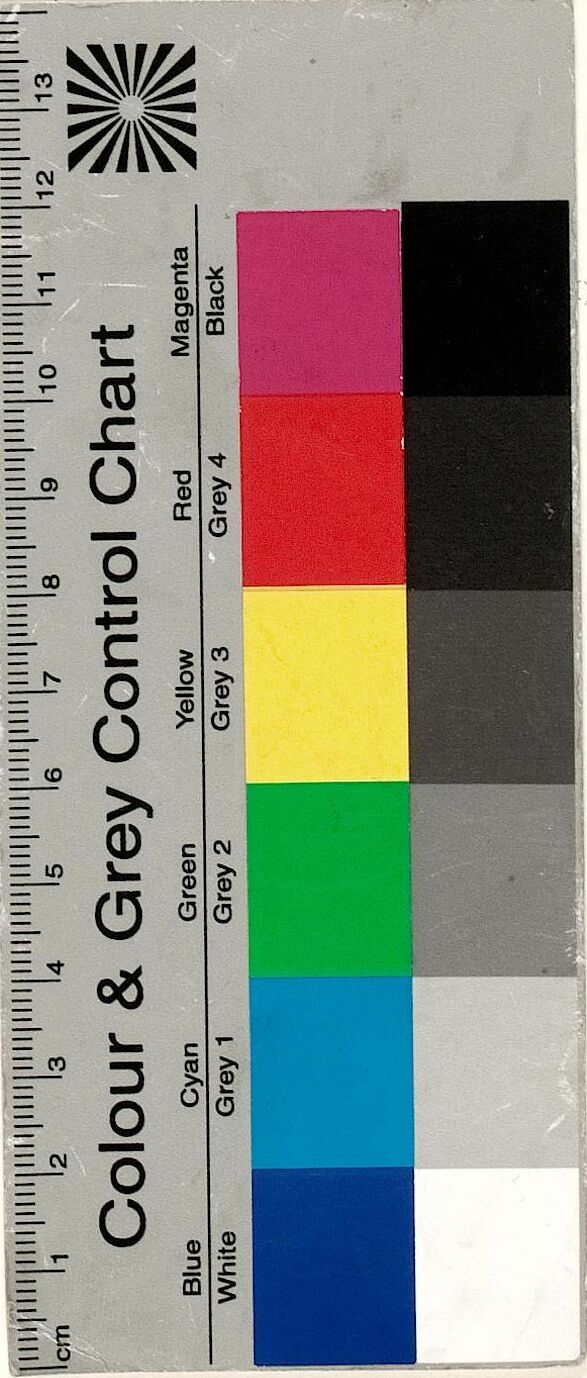 cm 1 2 3 4 5 6 7 8 9 10 11 12 13
Colour & Grey Control Chart
Blue Cyan Green Yellow Red Magenta
White Grey 1 Grey 2 Grey 3 Grey 4 Black